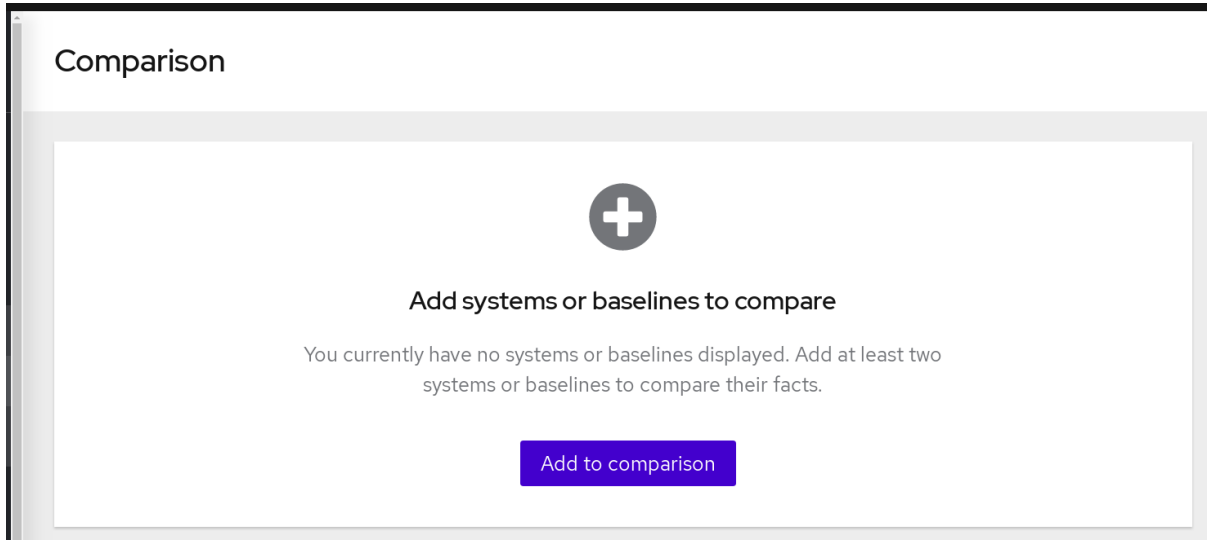 Comparison
Add systems or baselines to compare
You currently have no systems or baselines displayed. Add at least two
systems or baselines to compare their facts.
Add to comparison